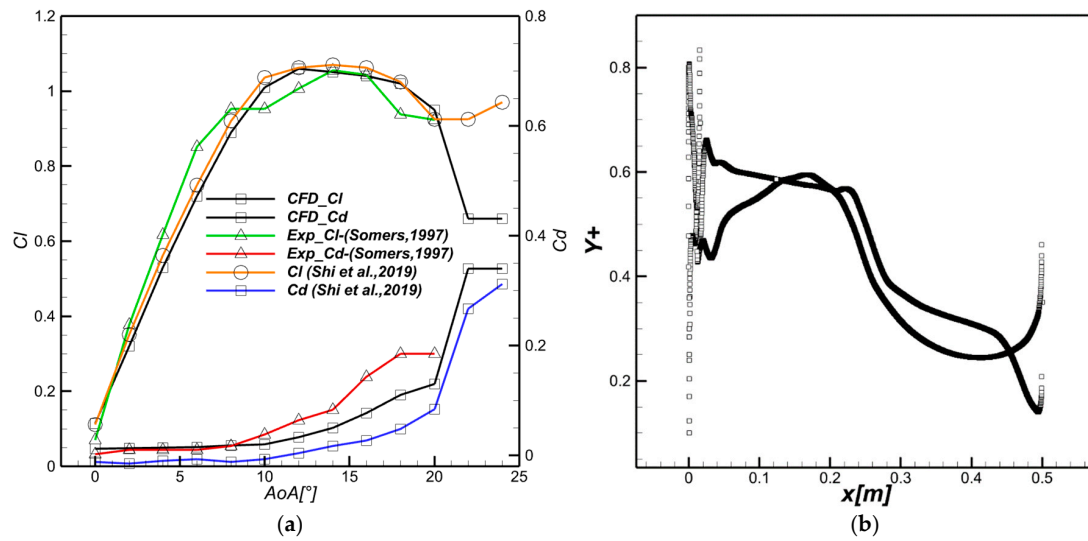 1.2
1
0.8
0.6
0.4
0.2
0
Cl
0.8
0.6
0.4
0.2
0
Cd
CFD_Cl
CFD_Cd
Exp_Cl-(Somers,1997)
Exp_Cd-(Somers,1997)
Cl (Shi et al.,2019)
Cd (Shi et al.,2019)
0 5 10 15 20 25
AoA[°]
(a)
0.8
0.6
0.4
0.2
Y+
0 0.1 0.2 0.3 0.4 0.5
x[m]
(b)